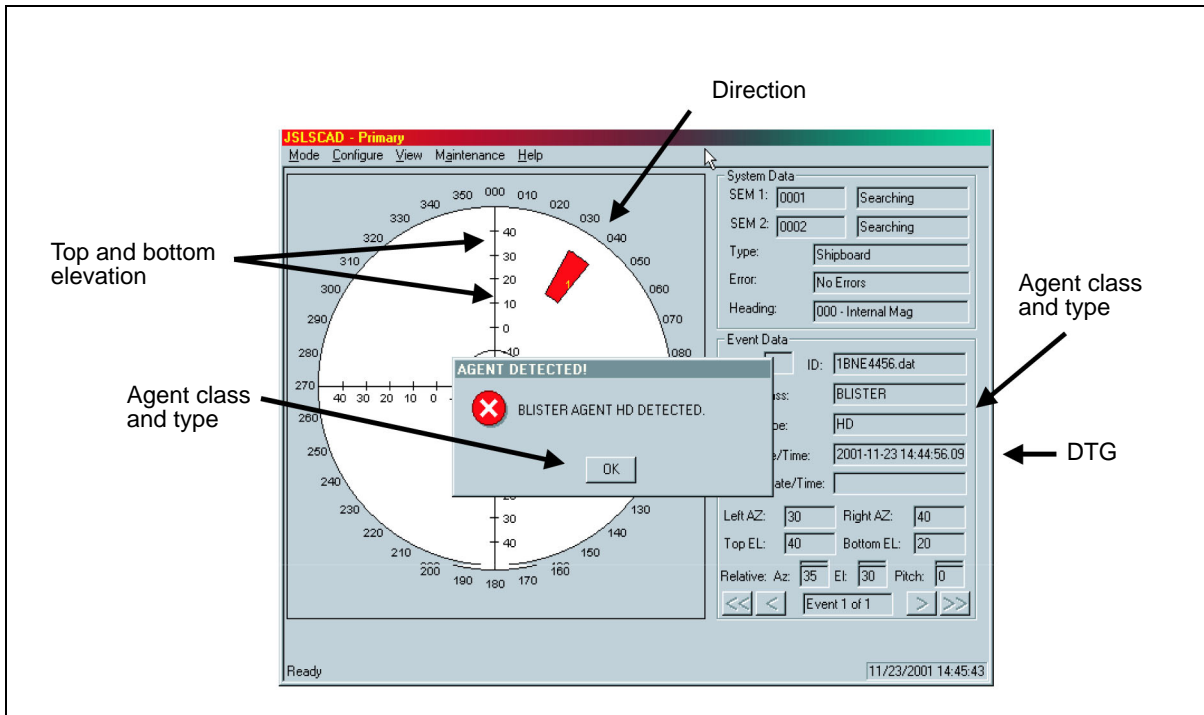 Direction
JSLSCAD - Primary
Mode Configure View Maintenance Help
System Data
SEM 1: 0001 Searching
SEM 2: 0002 Searching
Type: Shipboard
Error: No Errors
Heading: 000 - Internal Mag
Top and bottom
elevation
Agent class
and type
000
010
020
030
040
050
060
070
080
130
140
150
160
170
180
190
200
210
220
230
240
250
260
270
280
290
300
310
320
330
340
350
40
30
20
10
0
-10
40 30 20 10 0
30
40
1
Event Data
ID: 1BNE4456.dat
BLISTER
HD
2001-11-23 14:44:56.09
ate/Time:
Left AZ: 30 Right AZ: 40
Top EL: 40 Bottom EL: 20
Relative: Az: 35 El: 30 Pitch: 0
<< < Event 1 of 1 > >>
AGENT DETECTED!
BLISTER AGENT HD DETECTED.
OK
Agent class
and type
DTG
Ready
11/23/2001 14:45:43